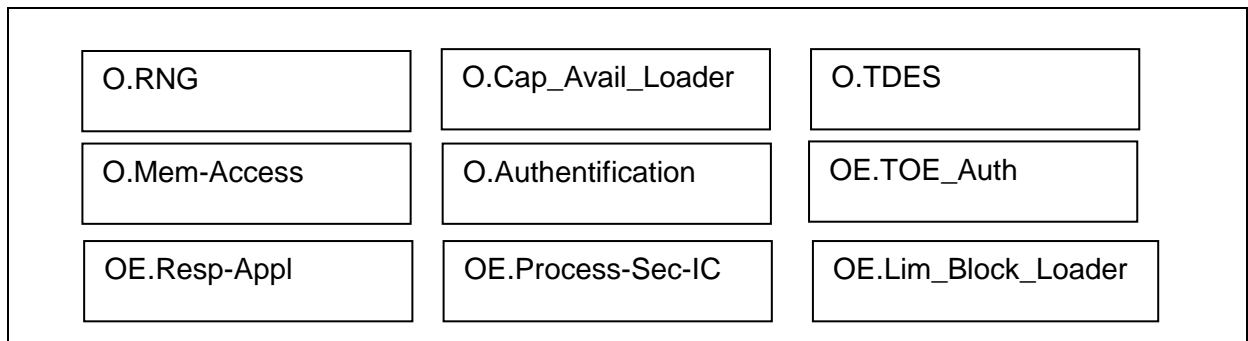 O.RNG
O.Cap_Avail_Loader
O.TDES
O.Mem-Access
O.Authentification
OE.TOE_Auth
OE.Resp-Appl
OE.Process-Sec-IC
OE.Lim_Block_Loader